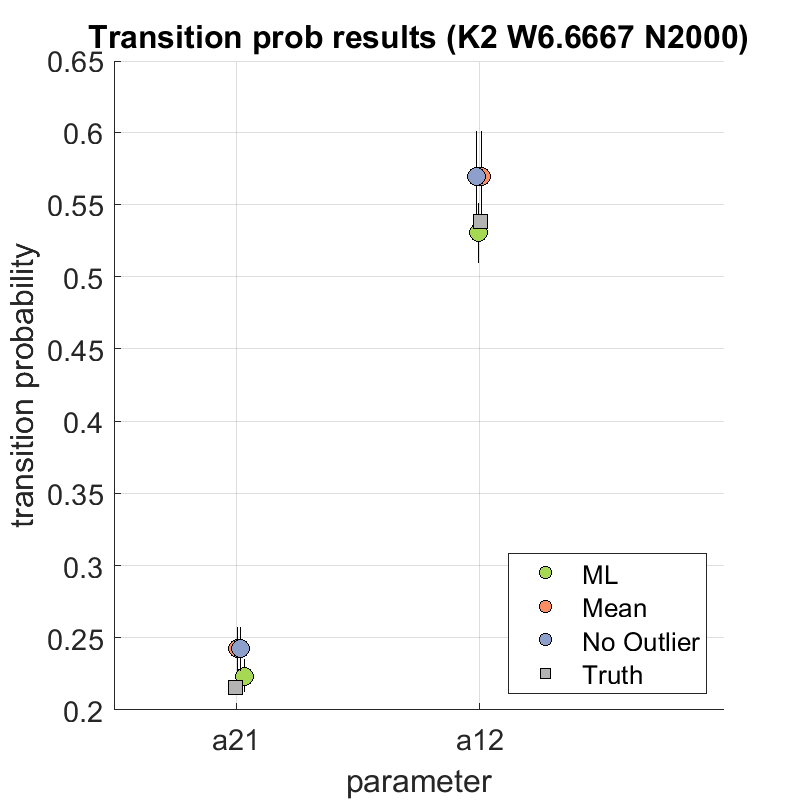 Transition prob results (K2 W6.6667 N2000)
0.65
0.6
0.55
0.5
0.45
0.4
0.35
0.3
0.25
0.2
transition probability
a21
a12
parameter
ML
Mean
No Outlier
Truth